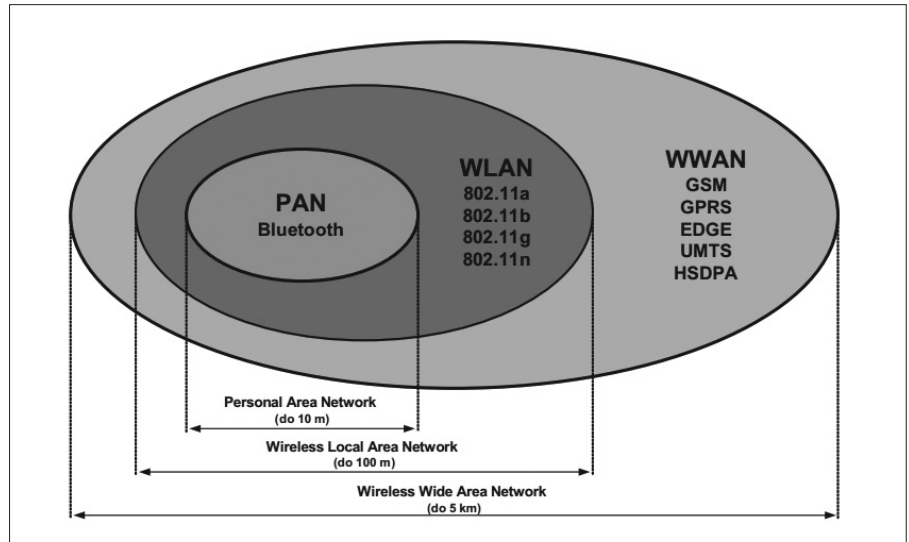 PAN
Bluetooth
WLAN
802.11a
802.11b
802.11g
802.11n
WWAN
GSM
GPRS
EDGE
UMTS
HSDPA
Personal Area Network
(do 10 m)
Wireless Local Area Network
(do 100 m)
Wireless Wide Area Network
(do 5 km)